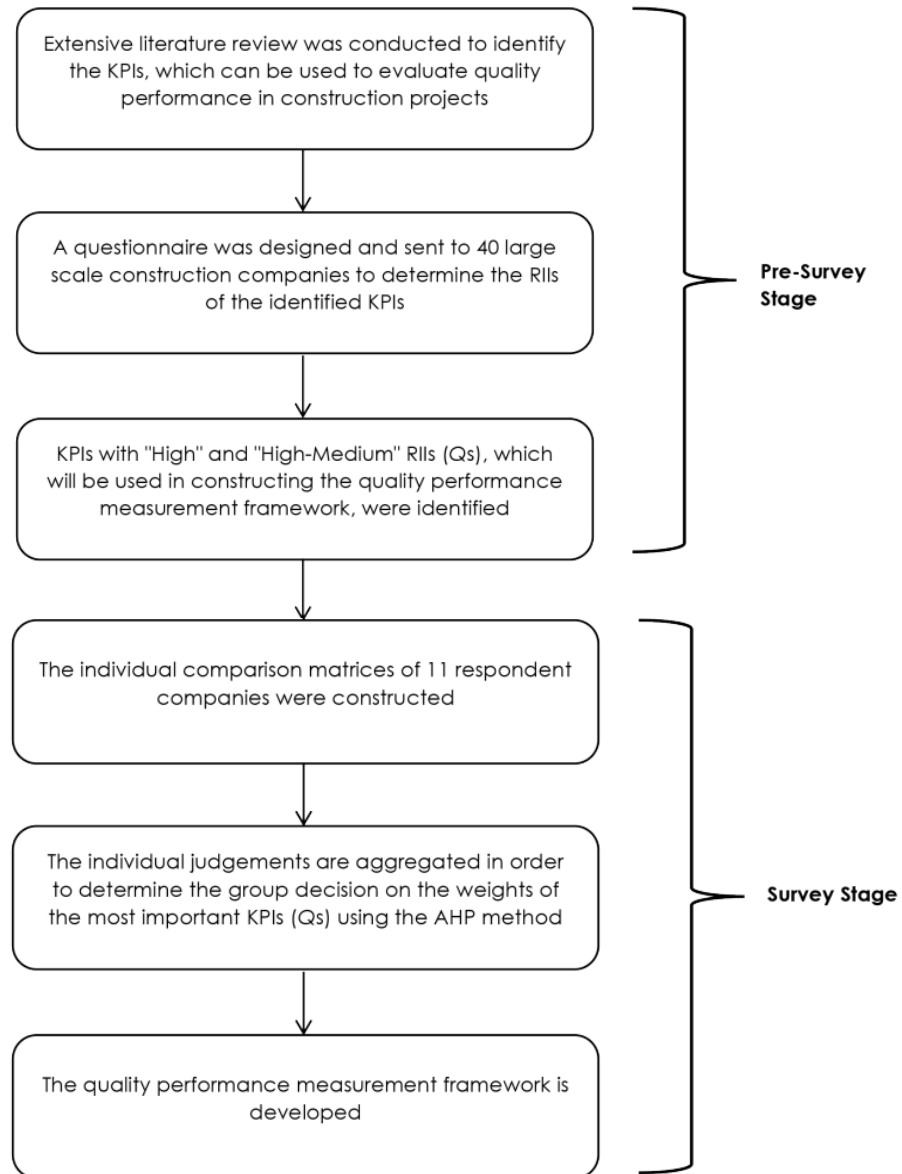 Extensive literature review was conducted to identify
the KPIs, which can be used to evaluate quality
performance in construction projects
A questionnaire was designed and sent to 40 large
scale construction companies to determine the RIIs
of the identified KPIs
Pre-Survey
Stage
KPIs with "High" and "High-Medium" RIIs (Qs), which
will be used in constructing the quality performance
measurement framework, were identified
The individual comparison matrices of 11 respondent
companies were constructed
The individual judgements are aggregated in order
to determine the group decision on the weights of
the most important KPIs (Qs) using the AHP method
Survey Stage
The quality performance measurement framework is
developed